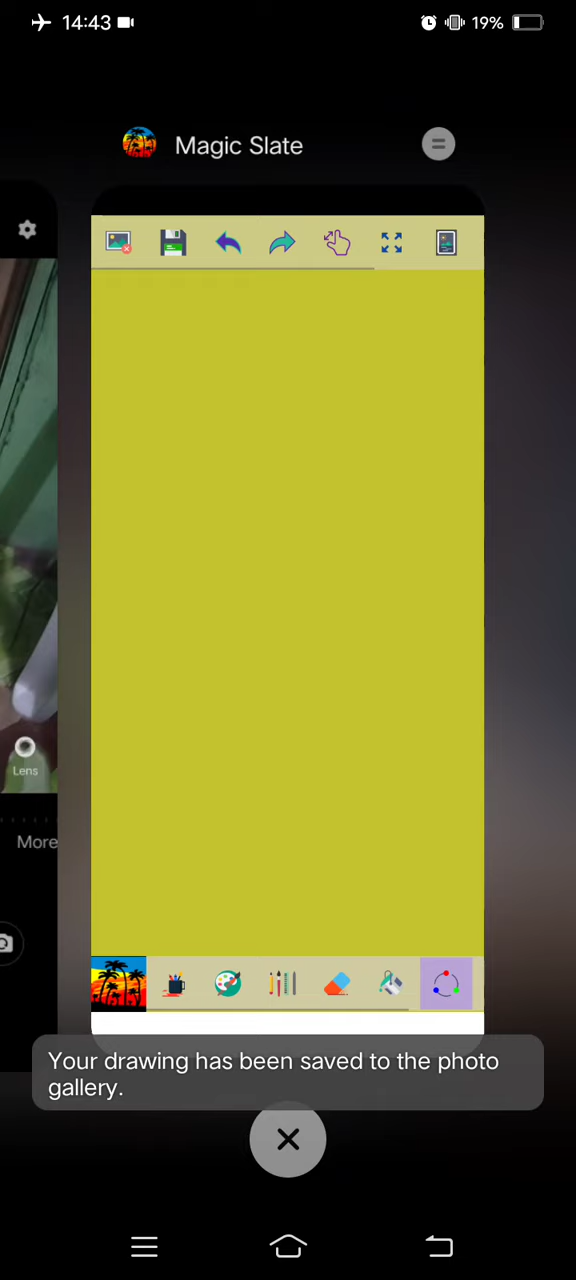 14:43
19%
Magic Slate
Lens
More
Your drawing has been saved to the photo
gallery.